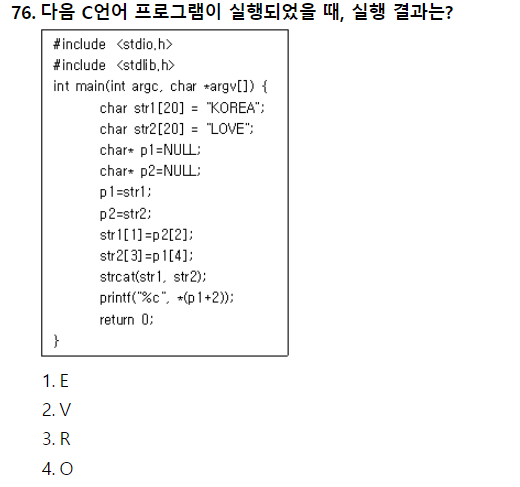 76. 다음 C언어 프로그램이 실행되었을 때, 실행 결과는?
#include <stdio.h>
#include <stdlib.h>
int main(int argc, char *argv[]) {
char str1[20] = "KOREA";
char str2[20] = "LOVE";
char* p1=NULL;
char* p2=NULL;
p1=str1;
p2=str2;
str1[1]=p2[2];
str2[3]=p1[4];
strcat(str1, str2);
printf("%c", *(p1+2));
return 0;
}
1. E
2. V
3. R
4. O